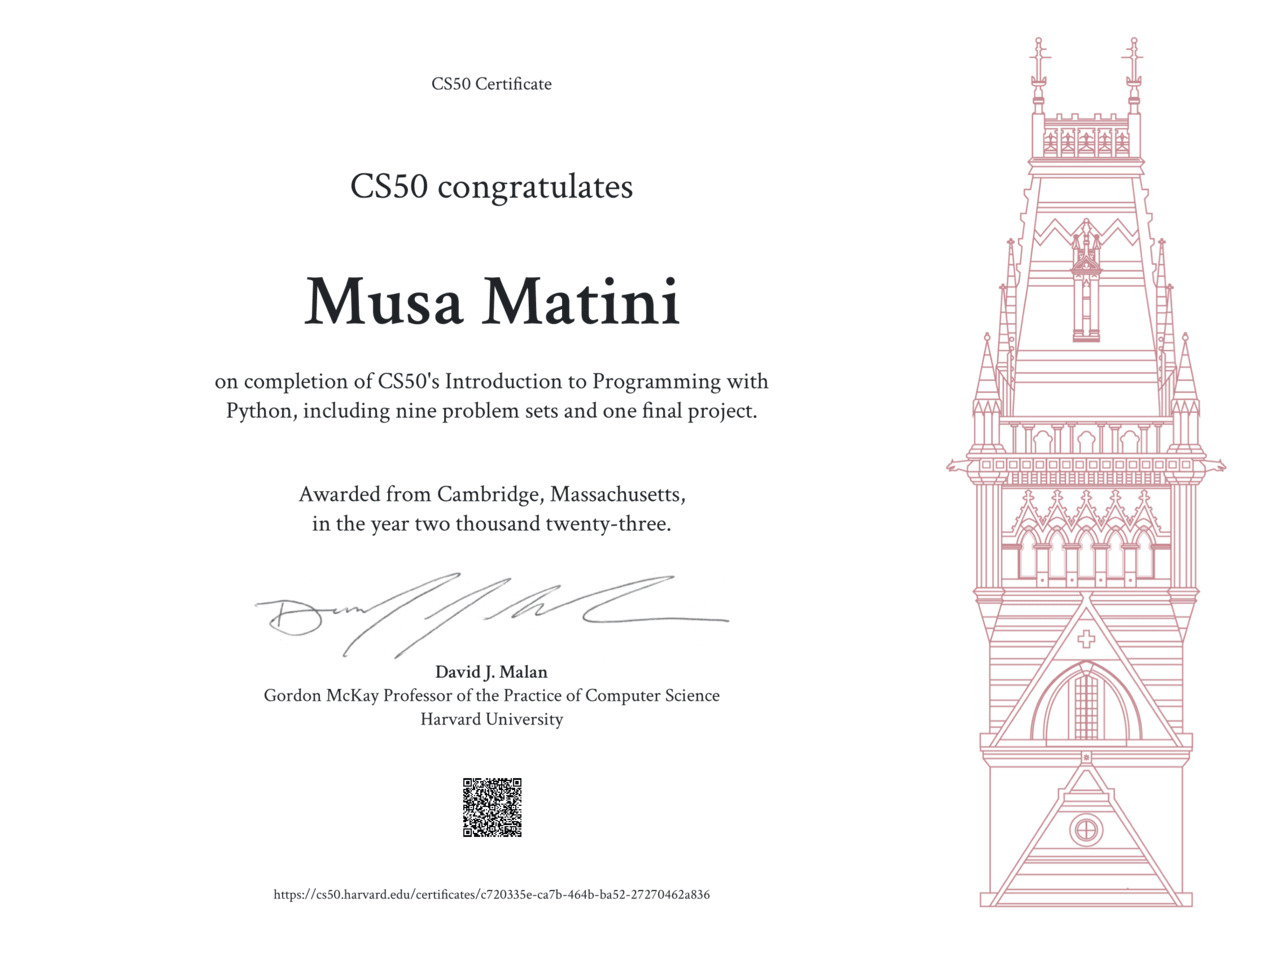 CS50 Certificate
CS50 congratulates
Musa Matini
on completion of CS50's Introduction to Programming with
Python, including nine problem sets and one final project.
Awarded from Cambridge, Massachusetts,
in the year two thousand twenty-three.
David J. Malan
Gordon McKay Professor of the Practice of Computer Science
Harvard University
https://cs50.harvard.edu/certificates/c720335e-ca7b-464b-ba52-27270462a836